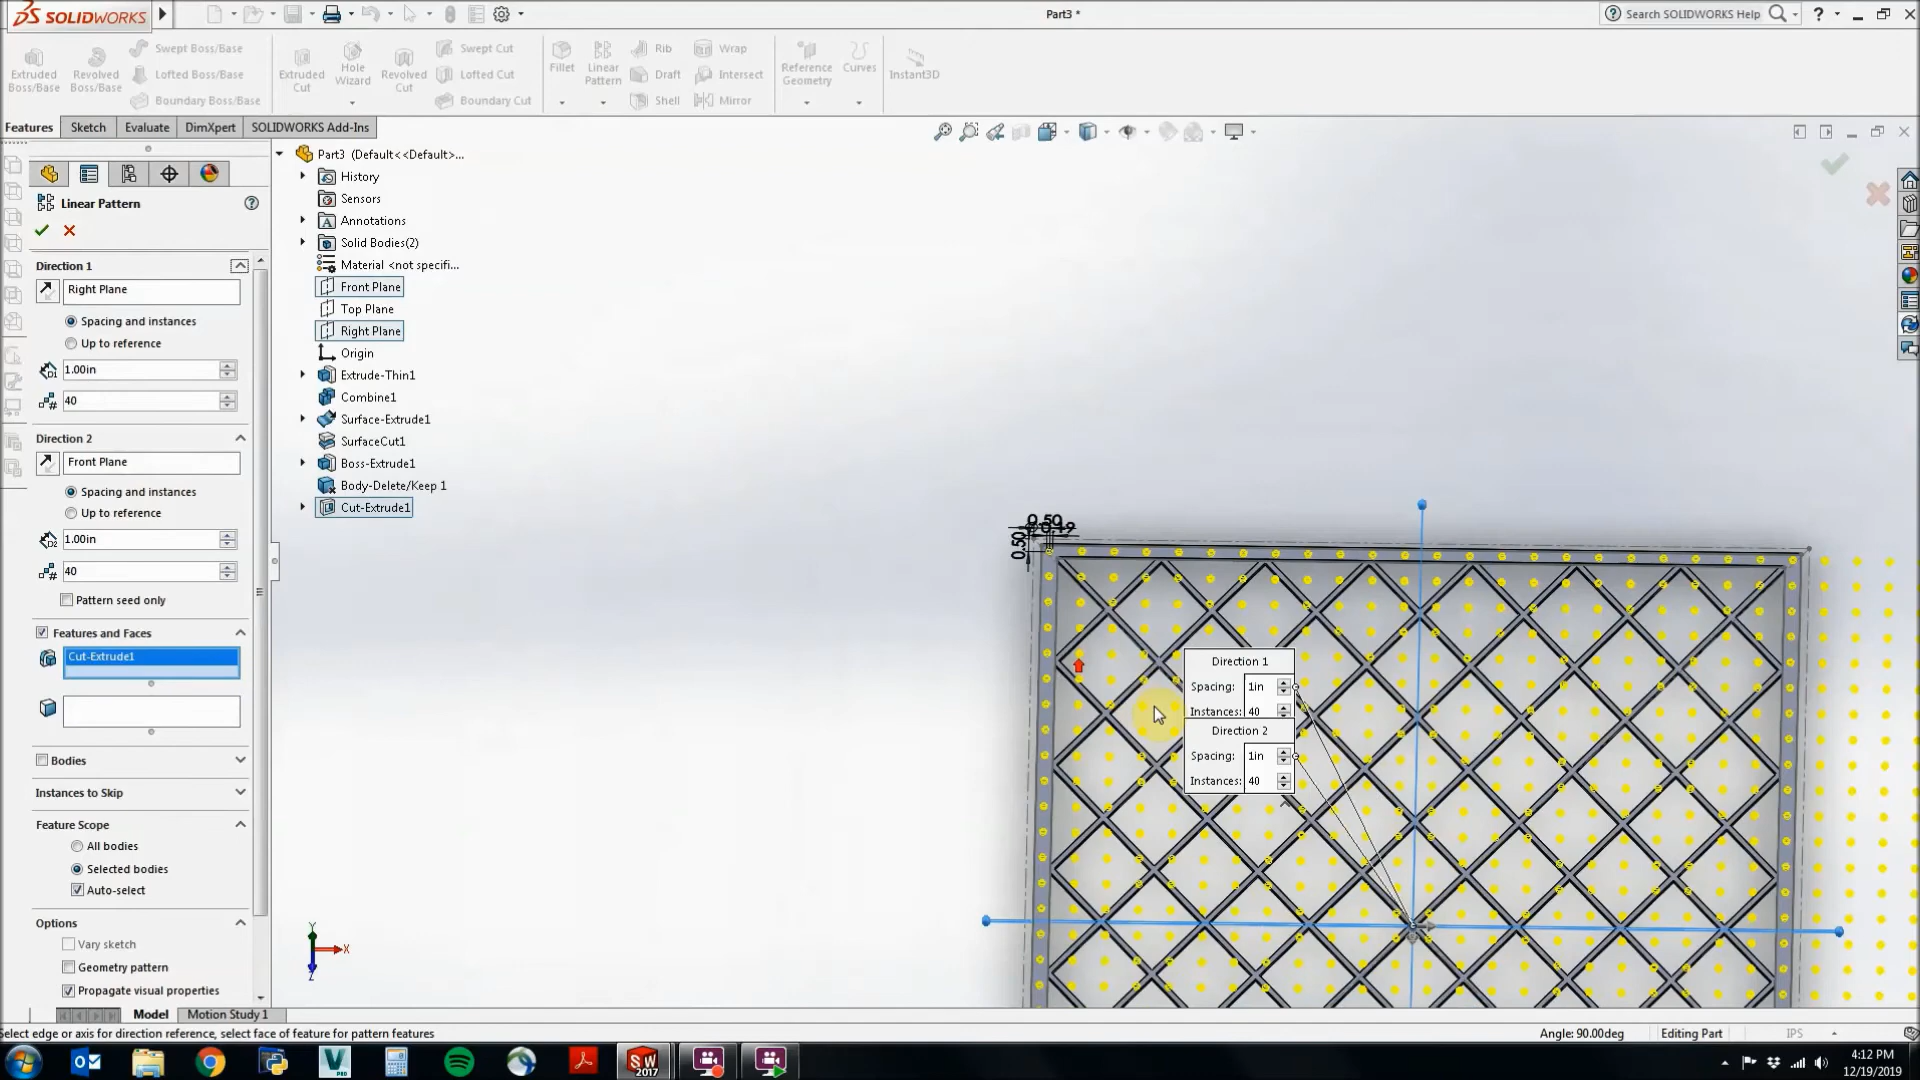 SOLIDWORKS
Part3 *
Search SOLIDWORKS Help
Extruded Boss/Base
Revolved Boss/Base
Swept Boss/Base
Lofted Boss/Base
Boundary Boss/Base
Extruded Cut
Hole Wizard
Revolved Cut
Swept Cut
Lofted Cut
Boundary Cut
Fillet
Linear Pattern
Rib
Draft
Shell
Wrap
Intersect
Mirror
Reference Geometry
Curves
Instant3D
Features
Sketch
Evaluate
DimXpert
SOLIDWORKS Add-Ins
Linear Pattern
Direction 1
Right Plane
Spacing and instances
Up to reference
1.00in
40
Direction 2
Front Plane
Spacing and instances
Up to reference
1.00in
40
Pattern seed only
Features and Faces
Cut-Extrude1
Bodies
Instances to Skip
Feature Scope
All bodies
Selected bodies
Auto-select
Options
Vary sketch
Geometry pattern
Propagate visual properties
Part3 (Default<<Default>...
History
Sensors
Annotations
Solid Bodies(2)
Material <not specifi...
Front Plane
Top Plane
Right Plane
Origin
Extrude-Thin1
Combine1
Surface-Extrude1
SurfaceCut1
Boss-Extrude1
Body-Delete/Keep 1
Cut-Extrude1
0.50
0.50
Direction 1
Spacing: 1in
Instances: 40
Direction 2
Spacing: 1in
Instances: 40
Y
X
Z
Model
Motion Study 1
Select edge or axis for direction reference, select face of feature for pattern features
Angle: 90.00deg
Editing Part
IPS
SW 2017
4:12 PM
12/19/2019